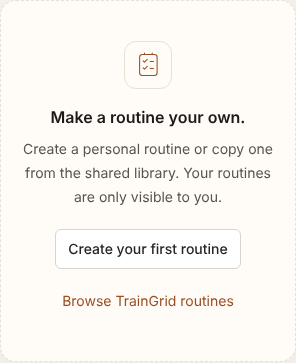 Make a routine your own.
Create a personal routine or copy one
from the shared library. Your routines
are only visible to you.
Create your first routine
Browse TrainGrid routines